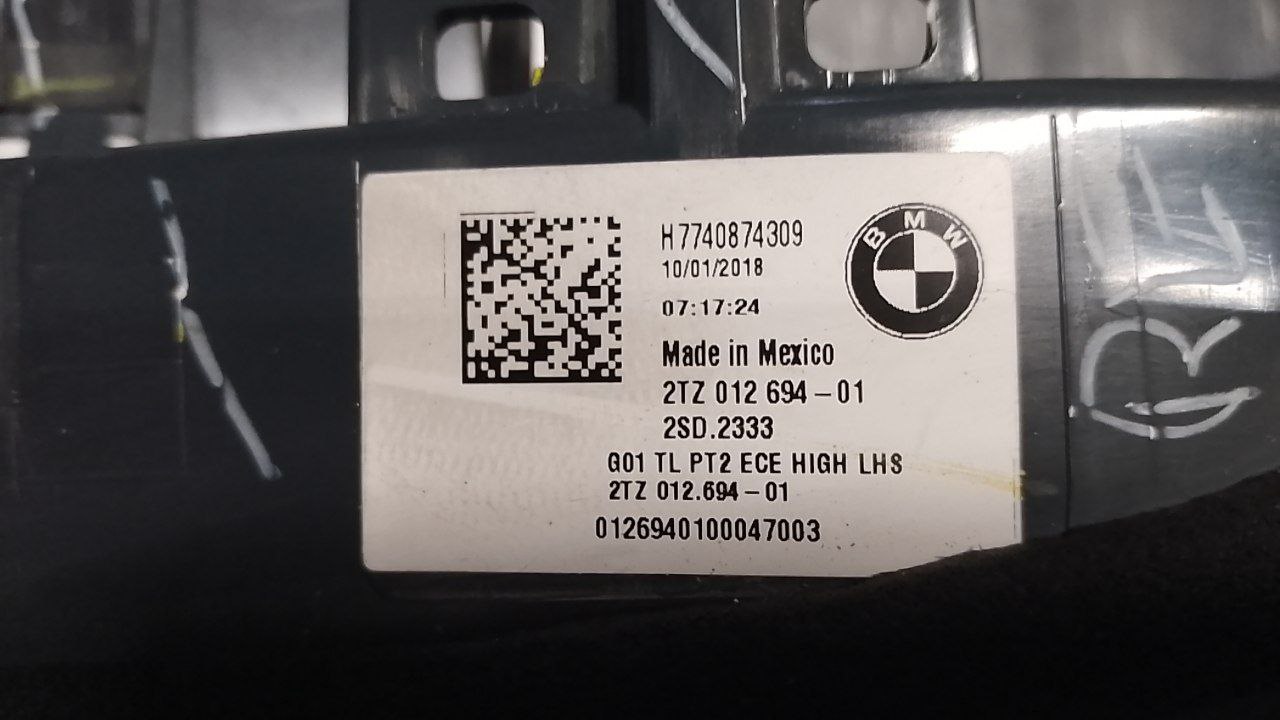 H7740874309
10/01/2018
07:17:24
BMW
Made in Mexico
2TZ 012 694-01
2SD.2333
G01 TL PT2 ECE HIGH LHS
2TZ 012.694-01
0126940100047003